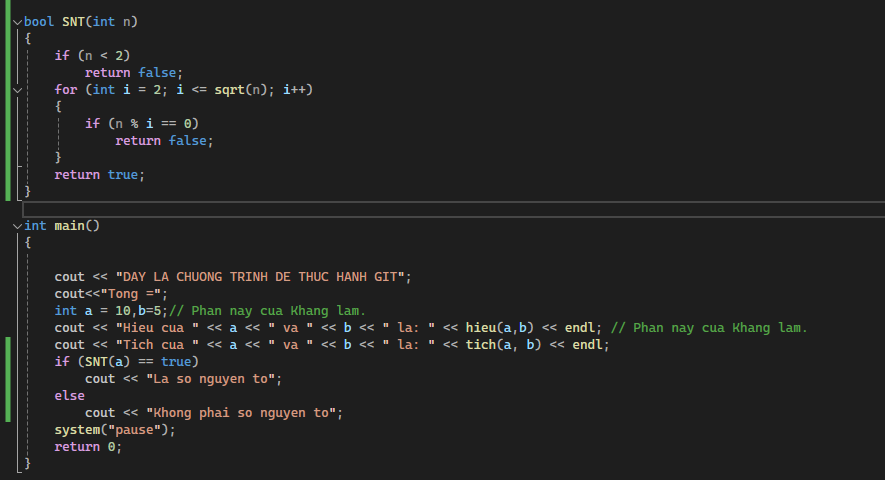 bool SNT(int n)
{
    if (n < 2)
        return false;
    for (int i = 2; i <= sqrt(n); i++)
    {
        if (n % i == 0)
            return false;
    }
    return true;
}
int main()
{
    cout << "DAY LA CHUONG TRINH DE THUC HANH GIT";
    cout<<"Tong =";
    int a = 10,b=5;// Phan nay cua Khang lam.
    cout << "Hieu cua " << a << " va " << b << " la: " << hieu(a,b) << endl; // Phan nay cua Khang lam.
    cout << "Tich cua " << a << " va " << b << " la: " << tich(a, b) << endl;
    if (SNT(a) == true)
        cout << "La so nguyen to";
    else
        cout << "Khong phai so nguyen to";
    system("pause");
    return 0;
}